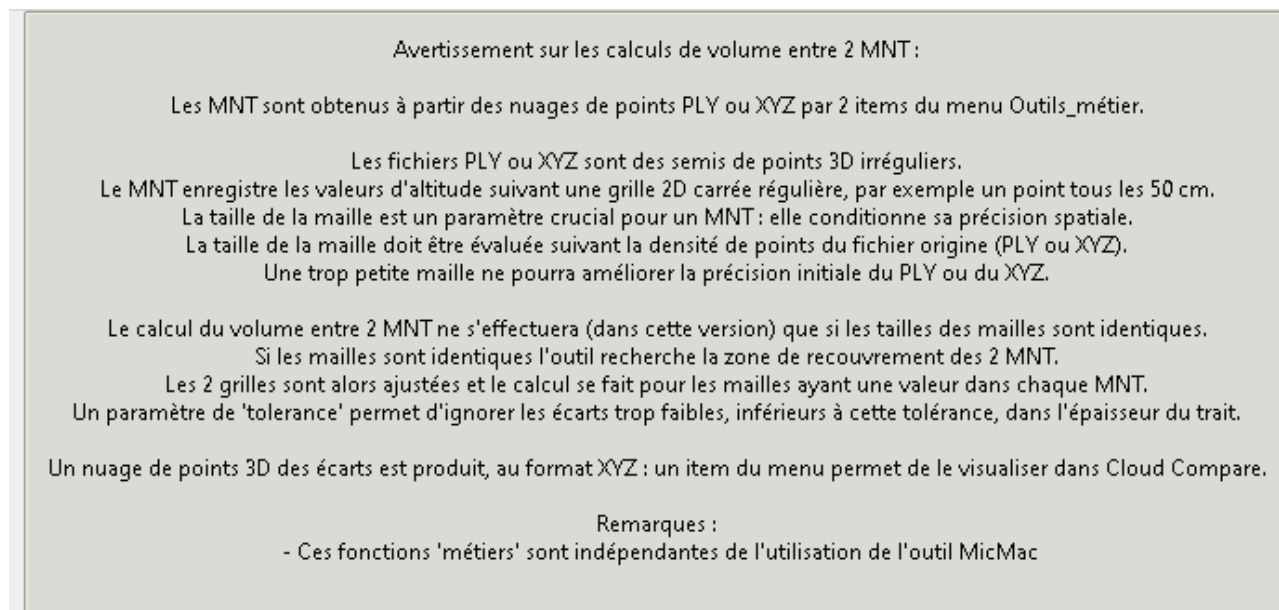 Avertissement sur les calculs de volume entre 2 MNT :
Les MNT sont obtenus à partir des nuages de points PLY ou XYZ par 2 items du menu Outils_métier.
Les fichiers PLY ou XYZ sont des semis de points 3D irréguliers.
Le MNT enregistre les valeurs d'altitude suivant une grille 2D carrée régulière, par exemple un point tous les 50 cm.
La taille de la maille est un paramètre crucial pour un MNT : elle conditionne sa précision spatiale.
La taille de la maille doit être évaluée suivant la densité de points du fichier origine (PLY ou XYZ).
Une trop petite maille ne pourra améliorer la précision initiale du PLY ou du XYZ.
Le calcul du volume entre 2 MNT ne s'effectuera (dans cette version) que si les tailles des mailles sont identiques.
Si les mailles sont identiques l'outil recherche la zone de recouvrement des 2 MNT.
Les 2 grilles sont alors ajustées et le calcul se fait pour les mailles ayant une valeur dans chaque MNT.
Un paramètre de 'tolerance' permet d'ignorer les écarts trop faibles, inférieurs à cette tolérance, dans l'épaisseur du trait.
Un nuage de points 3D des écarts est produit, au format XYZ : un item du menu permet de le visualiser dans Cloud Compare.
Remarques :
- Ces fonctions 'métiers' sont indépendantes de l'utilisation de l'outil MicMac